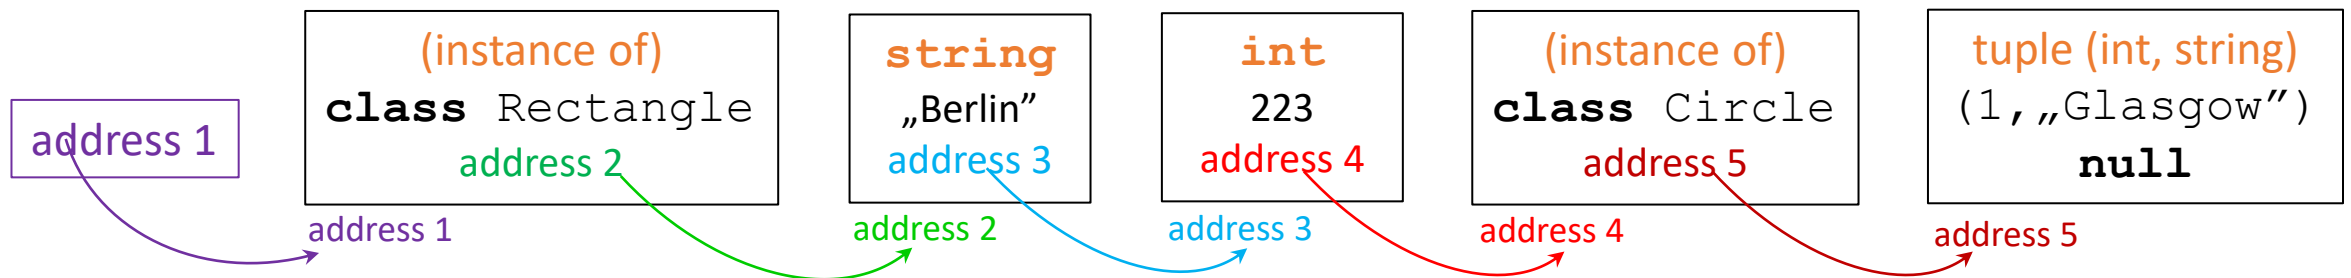 address 1
(instance of)
class Rectangle
address 2
address 1
string
„Berlin”
address 3
address 2
int
223
address 4
address 3
(instance of)
class Circle
address 5
address 4
tuple (int, string)
(1,„Glasgow”)
null
address 5